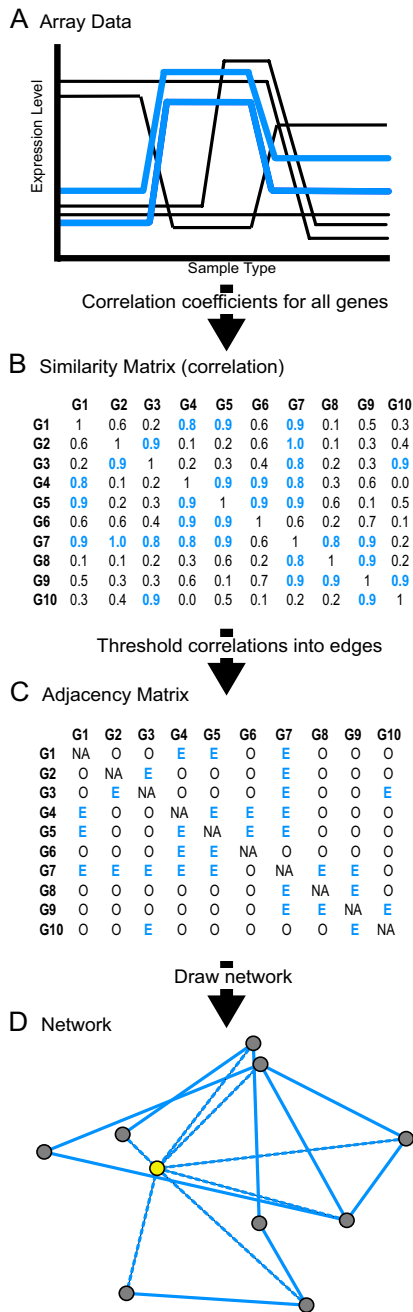 A Array Data
Expression Level
Sample Type
Correlation coefficients for all genes
B Similarity Matrix (correlation)
G1 G2 G3 G4 G5 G6 G7 G8 G9 G10
G1 1 0.6 0.2 0.8 0.9 0.6 0.9 0.1 0.5 0.3
G2 0.6 1 0.9 0.1 0.2 0.6 1.0 0.1 0.3 0.4
G3 0.2 0.9 1 0.2 0.3 0.4 0.8 0.2 0.3 0.9
G4 0.8 0.1 0.2 1 0.9 0.9 0.8 0.3 0.6 0.0
G5 0.9 0.2 0.3 0.9 1 0.9 0.9 0.6 0.1 0.5
G6 0.6 0.6 0.4 0.9 0.9 1 0.6 0.2 0.7 0.1
G7 0.9 1.0 0.8 0.8 0.9 0.6 1 0.8 0.9 0.2
G8 0.1 0.1 0.2 0.3 0.6 0.2 0.8 1 0.9 0.2
G9 0.5 0.3 0.3 0.6 0.1 0.7 0.9 0.9 1 0.9
G10 0.3 0.4 0.9 0.0 0.5 0.1 0.2 0.2 0.9 1
Threshold correlations into edges
C Adjacency Matrix
G1 G2 G3 G4 G5 G6 G7 G8 G9 G10
G1 NA O O E E O E O O O
G2 O NA E O O O E O O O
G3 O E NA O O O E O O E
G4 E O O NA E E E O O O
G5 E O O E NA E E O O O
G6 O O O E E NA O O O O
G7 E E E E E O NA E E O
G8 O O O O O O E NA E O
G9 O O O O O O E E NA E
G10 O O E O O O O O E NA
Draw network
D Network